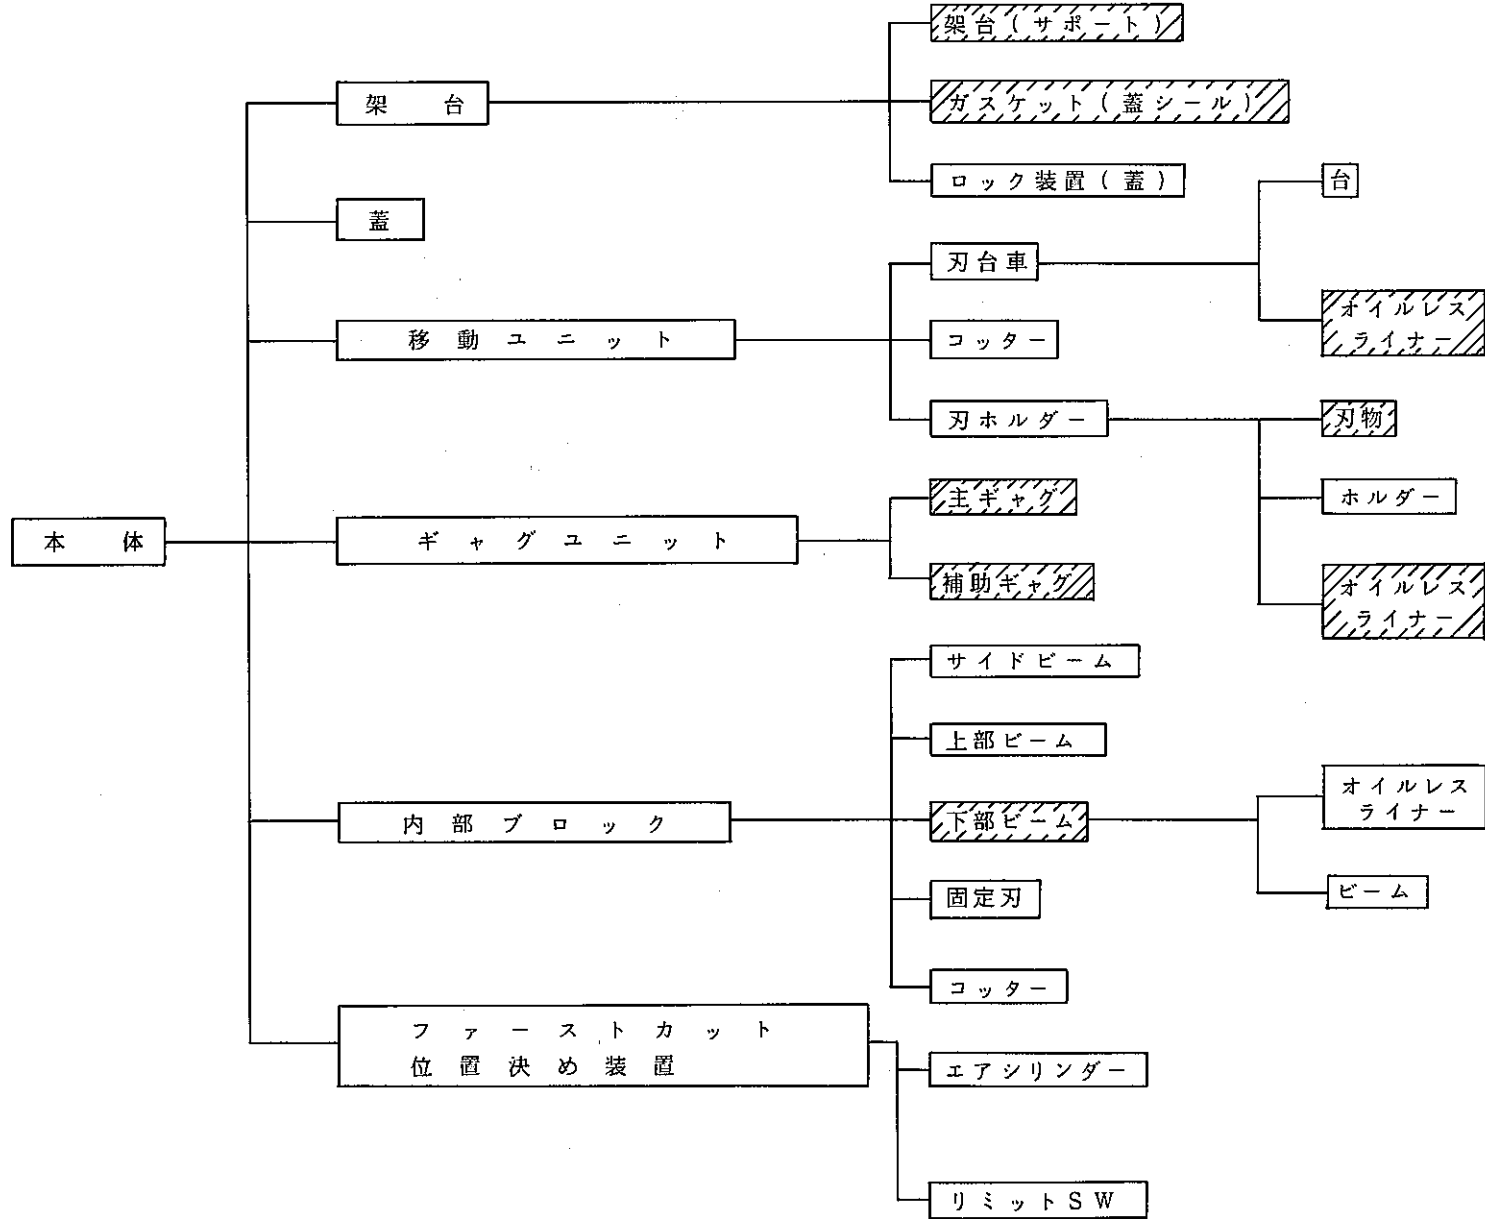 架台(サポート)
架台
ガスケット(蓋シール)
ロック装置(蓋)
台
蓋
刃台車
オイルレス
ライナー
移動ユニット
コッター
刃ホルダー
刃物
主ギャグ
ホルダー
本体
ギャグユニット
補助ギャグ
オイルレス
ライナー
サイドビーム
上部ビーム
オイルレス
ライナー
内部ブロック
下部ビーム
固定刃
ビーム
コッター
ファーストカット
位置決め装置
エアシリンダー
リミットSW